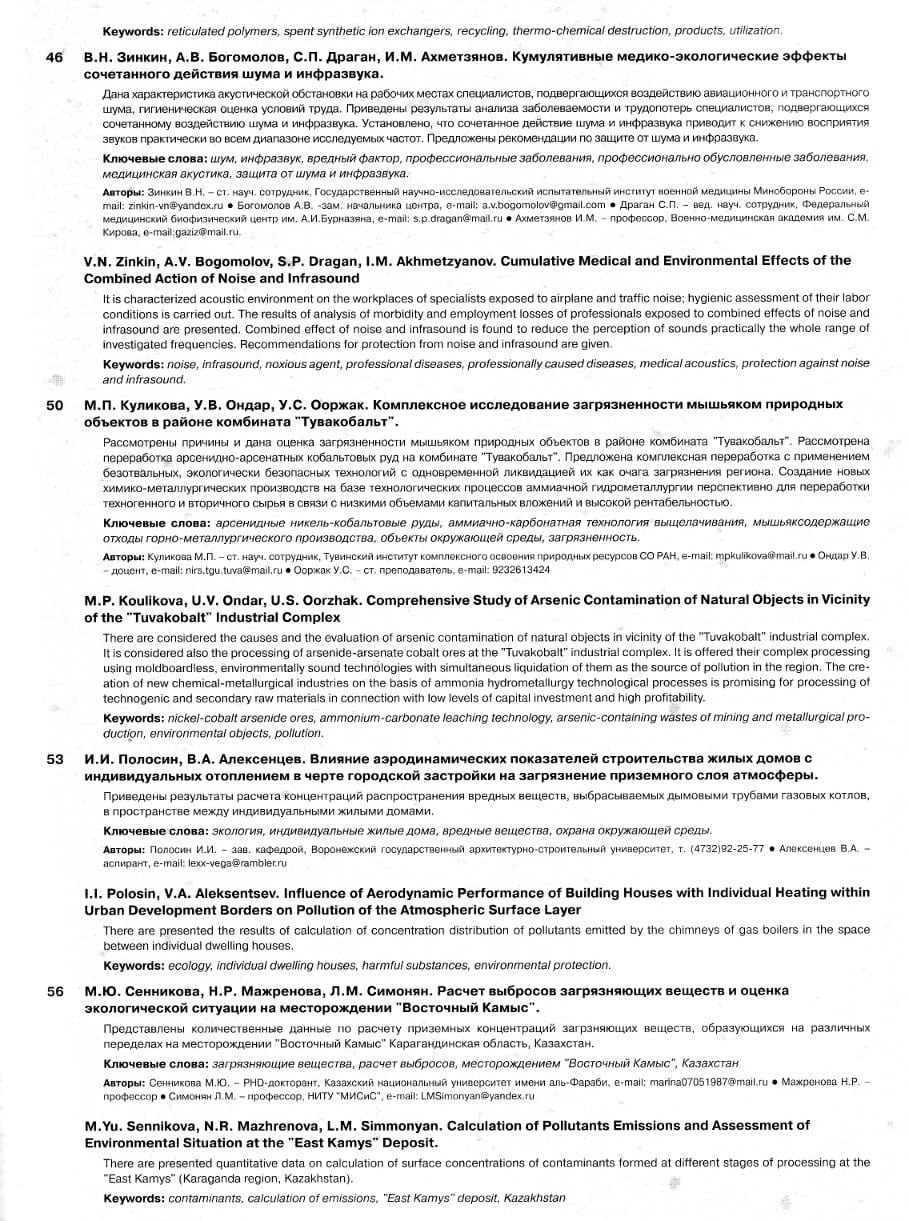 Keywords: reticulated polymers, spent synthetic ion exchangers, recycling, thermo-chemical destruction, products, utilization.
46 В.Н. Зинкин, А.В. Богомолов, С.П. Драган, И.М. Ахметзянов. Кумулятивные медико-экологические эффекты
сочетанного действия шума и инфразвука.
Дана характеристика акустической обстановки на рабочих местах специалистов, подвергающихся воздействию авиационного и транспортного
шума, гигиеническая оценка условий труда. Приведены результаты анализа заболеваемости и трудопотерь специалистов, подвергающихся
сочетанному воздействию шума и инфразвука. Установлено, что сочетанное действие шума и инфразвука приводит к снижению восприятия
звуков практически во всем диапазоне исследуемых частот. Предложены рекомендации по защите от шума и инфразвука.
Ключевые слова: шум, инфразвук, вредный фактор, профессиональные заболевания, профессионально обусловленные заболевания,
медицинская акустика, защита от шума и инфразвука.
Авторы: Зинкин В.Н. – ст. науч. сотрудник, Государственный научно-исследовательский испытательный институт военной медицины Минобороны России, e-
mail: zinkin-vn@yandex.ru ● Богомолов А.В. -зам. начальника центра, e-mail: a.v.bogomolov@gmail.com ● Драган С.П. – вед. науч. сотрудник, Федеральный
медицинский биофизический центр им. А.И.Бурназяна, e-mail: s.p.dragan@mail.ru ● Ахметзянов И.М. – профессор, Военно-медицинская академия им. С.М.
Кирова, e-mail:gaziz@mail.ru.
V.N. Zinkin, A.V. Bogomolov, S.P. Dragan, I.M. Akhmetzyanov. Cumulative Medical and Environmental Effects of the
Combined Action of Noise and Infrasound
It is characterized acoustic environment on the workplaces of specialists exposed to airplane and traffic noise; hygienic assessment of their labor
conditions is carried out. The results of analysis of morbidity and employment losses of professionals exposed to combined effects of noise and
infrasound are presented. Combined effect of noise and infrasound is found to reduce the perception of sounds practically the whole range of
investigated frequencies. Recommendations for protection from noise and infrasound are given.
Keywords: noise, infrasound, noxious agent, professional diseases, professionally caused diseases, medical acoustics, protection against noise
and infrasound.
50 М.П. Куликова, У.В. Ондар, У.С. Ооржак. Комплексное исследование загрязненности мышьяком природных
объектов в районе комбината "Тувакобальт".
Рассмотрены причины и дана оценка загрязненности мышьяком природных объектов в районе комбината "Тувакобальт". Рассмотрена
переработка арсенидно-арсенатных кобальтовых руд на комбинате "Тувакобальт". Предложена комплексная переработка с применением
безотвальных, экологически безопасных технологий с одновременной ликвидацией их как очага загрязнения региона. Создание новых
химико-металлургических производств на базе технологических процессов аммиачной гидрометаллургии перспективно для переработки
техногенного и вторичного сырья в связи с низкими объемами капитальных вложений и высокой рентабельностью.
Ключевые слова: арсенидные никель-кобальтовые руды, аммиачно-карбонатная технология выщелачивания, мышьяксодержащие
отходы горно-металлургического производства, объекты окружающей среды, загрязненность.
Авторы: Куликова М.П. – ст. науч. сотрудник, Тувинский институт комплексного освоения природных ресурсов СО РАН, e-mail: mpkulikova@mail.ru ● Ондар У.В.
– доцент, e-mail: nirs.tgu.tuva@mail.ru ● Ооржак У.С. – ст. преподаватель, e-mail: 9232613424
M.P. Koulikova, U.V. Ondar, U.S. Oorzhak. Comprehensive Study of Arsenic Contamination of Natural Objects in Vicinity
of the "Tuvakobalt" Industrial Complex
There are considered the causes and the evaluation of arsenic contamination of natural objects in vicinity of the "Tuvakobalt" industrial complex.
It is considered also the processing of arsenide-arsenate cobalt ores at the "Tuvakobalt" industrial complex. It is offered their complex processing
using moldboardless, environmentally sound technologies with simultaneous liquidation of them as the source of pollution in the region. The cre-
ation of new chemical-metallurgical industries on the basis of ammonia hydrometallurgy technological processes is promising for processing of
technogenic and secondary raw materials in connection with low levels of capital investment and high profitability.
Keywords: nickel-cobalt arsenide ores, ammonium-carbonate leaching technology, arsenic-containing wastes of mining and metallurgical pro-
duction, environmental objects, pollution.
53 И.И. Полосин, В.А. Алексенцев. Влияние аэродинамических показателей строительства жилых домов с
индивидуальных отоплением в черте городской застройки на загрязнение приземного слоя атмосферы.
Приведены результаты расчета концентраций распространения вредных веществ, выбрасываемых дымовыми трубами газовых котлов,
в пространстве между индивидуальными жилыми домами.
Ключевые слова: экология, индивидуальные жилые дома, вредные вещества, охрана окружающей среды.
Авторы: Полосин И.И. – зав. кафедрой, Воронежский государственный архитектурно-строительный университет, т. (4732)92-25-77 ● Алексенцев В.А. –
аспирант, e-mail: lexx-vega@rambler.ru
I.I. Polosin, V.A. Aleksentsev. Influence of Aerodynamic Performance of Building Houses with Individual Heating within
Urban Development Borders on Pollution of the Atmospheric Surface Layer
There are presented the results of calculation of concentration distribution of pollutants emitted by the chimneys of gas boilers in the space
between individual dwelling houses.
Keywords: ecology, individual dwelling houses, harmful substances, environmental protection.
56 М.Ю. Сенникова, Н.Р. Мажренова, Л.М. Симонян. Расчет выбросов загрязняющих веществ и оценка
экологической ситуации на месторождении "Восточный Камыс".
Представлены количественные данные по расчету приземных концентраций загрзняющих веществ, образующихся на различных
переделах на месторождении "Восточный Камыс" Карагандинская область, Казахстан.
Ключевые слова: загрязняющие вещества, расчет выбросов, месторождением "Восточный Камыс", Казахстан
Авторы: Сенникова М.Ю. – PHD-докторант, Казахский национальный университет имени аль-Фараби, e-mail: marina07051987@mail.ru ● Мажренова Н.Р. –
профессор ● Симонян Л.М. – профессор, НИТУ "МИСиС", e-mail: LMSimonyan@yandex.ru
M.Yu. Sennikova, N.R. Mazhrenova, L.M. Simmonyan. Calculation of Pollutants Emissions and Assessment of
Environmental Situation at the "East Kamys" Deposit.
There are presented quantitative data on calculation of surface concentrations of contaminants formed at different stages of processing at the
"East Kamys" (Karaganda region, Kazakhstan).
Keywords: contaminants, calculation of emissions, "East Kamys" deposit, Kazakhstan